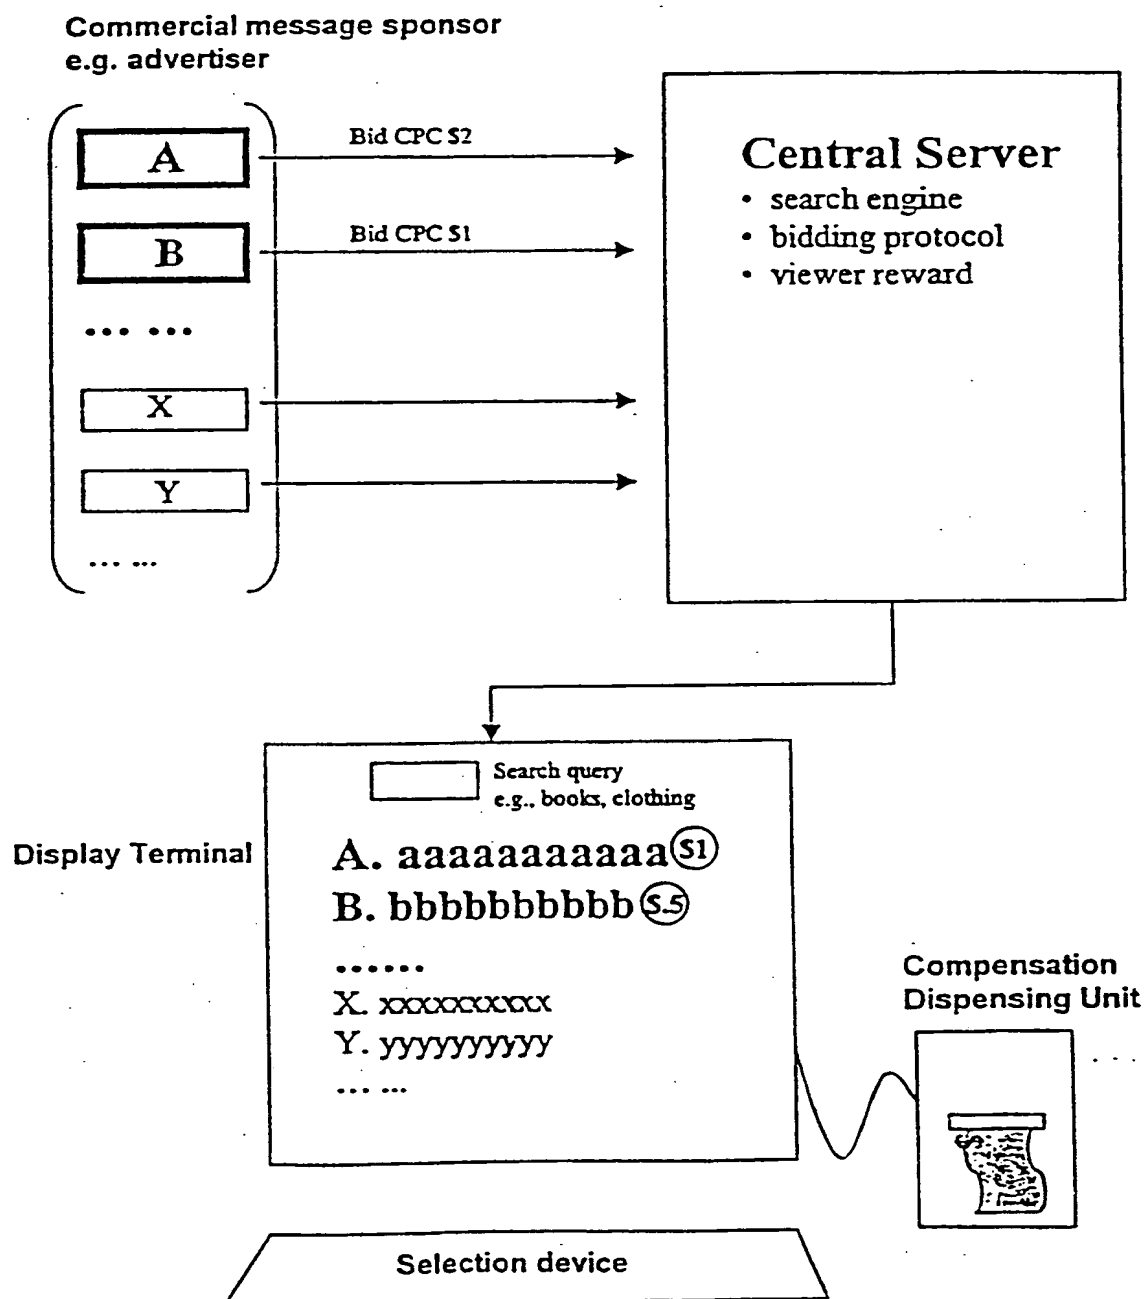 Commercial message sponsor
e.g. advertiser
A
Bid CPC $2
B
Bid CPC $1
... ...
X
Y
... ...
Central Server
• search engine
• bidding protocol
• viewer reward
Search query
e.g., books, clothing
Display Terminal
A. aaaaaaaaaaa $1
B. bbbbbbbbbb $.5
......
X. xxxxxxxxxx
Y. yyyyyyyyyy
... ...
Compensation
Dispensing Unit
Selection device